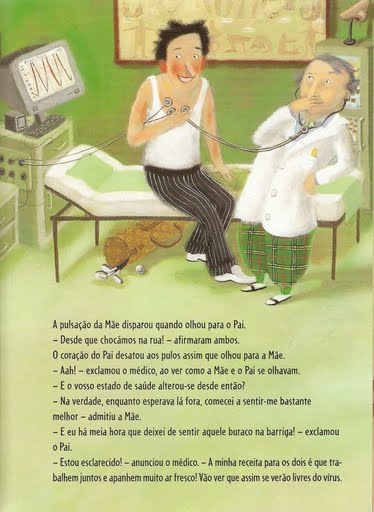 A pulsação da Mãe disparou quando olhou para o Pai.
– Desde que chocámos na rua! – afirmaram ambos.
O coração do Pai desatou aos pulos assim que olhou para a Mãe.
– Aah! – exclamou o médico, ao ver como a Mãe e o Pai se olhavam.
– E o vosso estado de saúde alterou-se desde então?
– Na verdade, enquanto esperava lá fora, comecei a sentir-me bastante
melhor – admitiu a Mãe.
– E eu há meia hora que deixei de sentir aquele buraco na barriga! – exclamou
o Pai.
– Estou esclarecido! – anunciou o médico. – A minha receita para os dois é que tra-
balhem juntos e apanhem muito ar fresco! Vão ver que assim se verão livres do vírus.